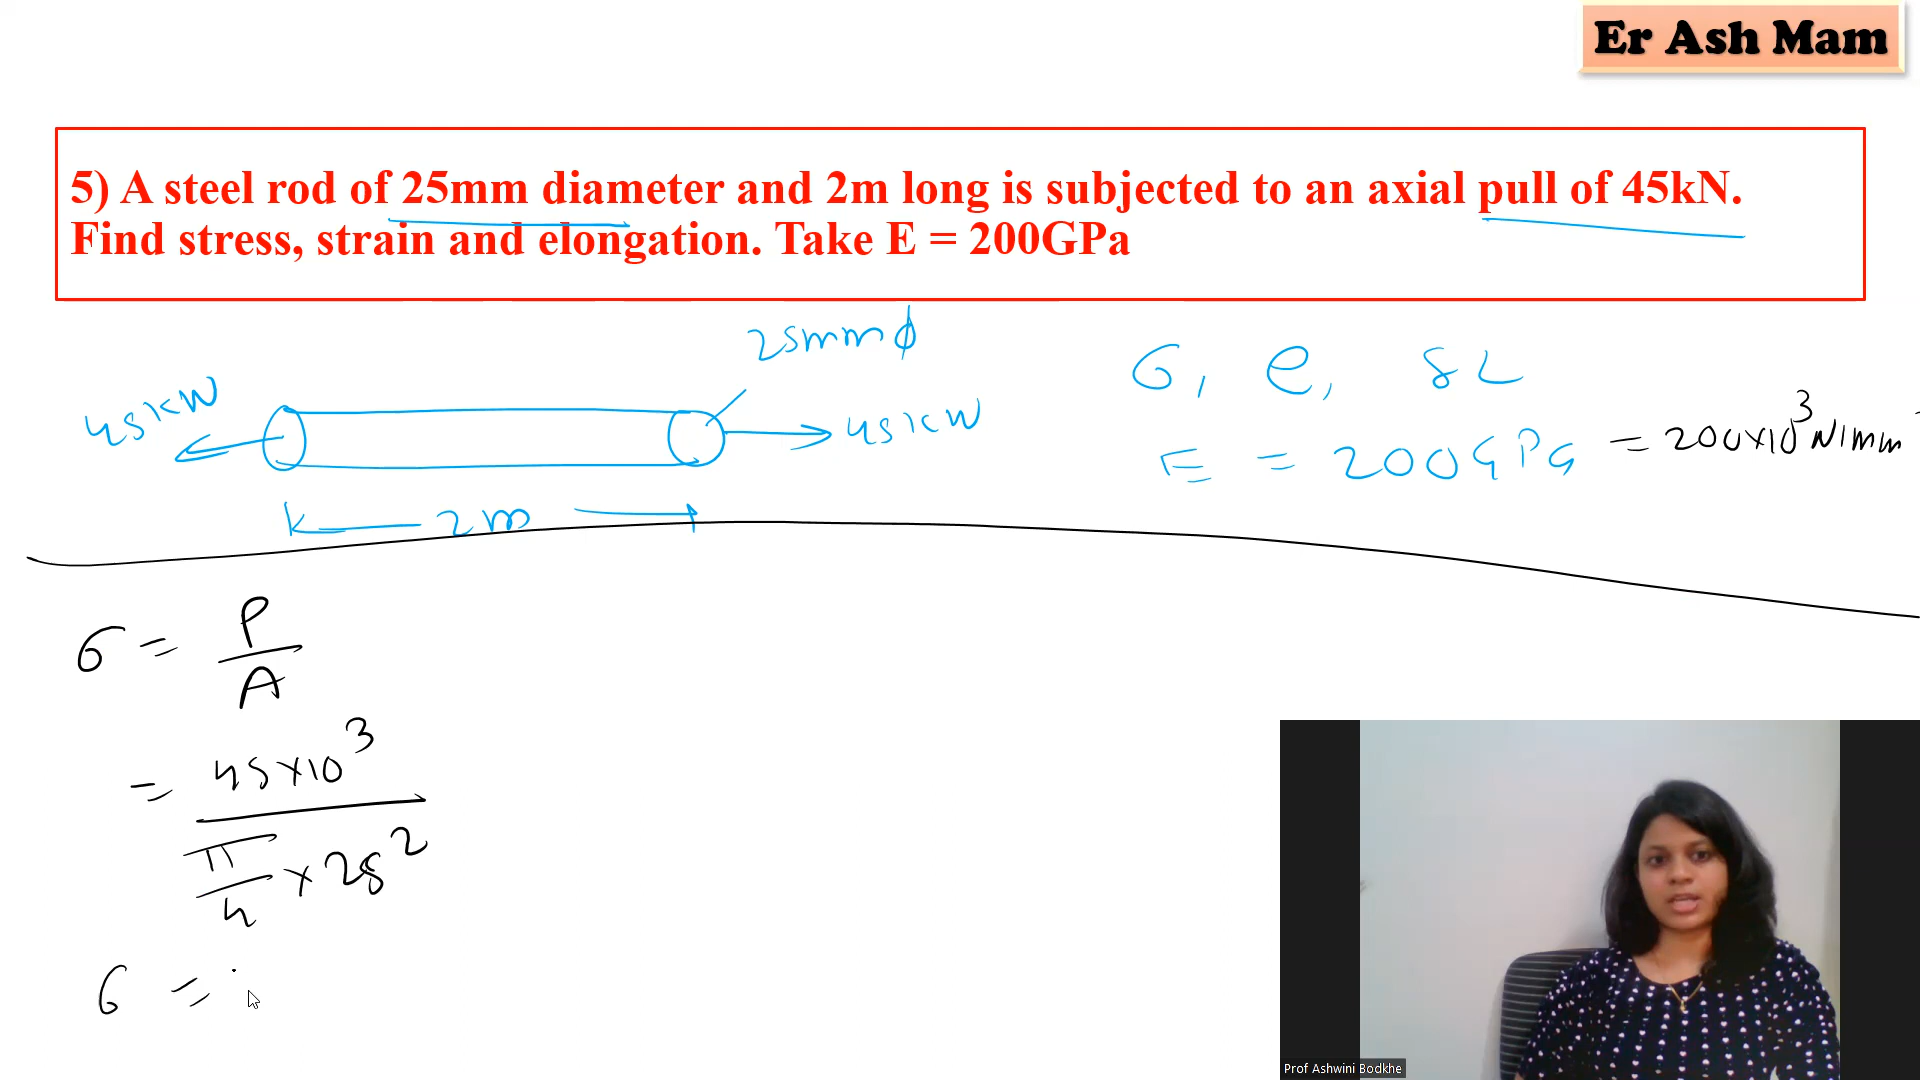 Er Ash Mam
5) A steel rod of 25mm diameter and 2m long is subjected to an axial pull of 45kN.
Find stress, strain and elongation. Take E = 200GPa
25mm ϕ
45kN
45kN
2m
σ, e, δL
E = 200GPa = 200×10³ N/mm
σ = P/A
= 45×10³ / π/4 × 25²
σ =
Prof Ashwini Bodkhe